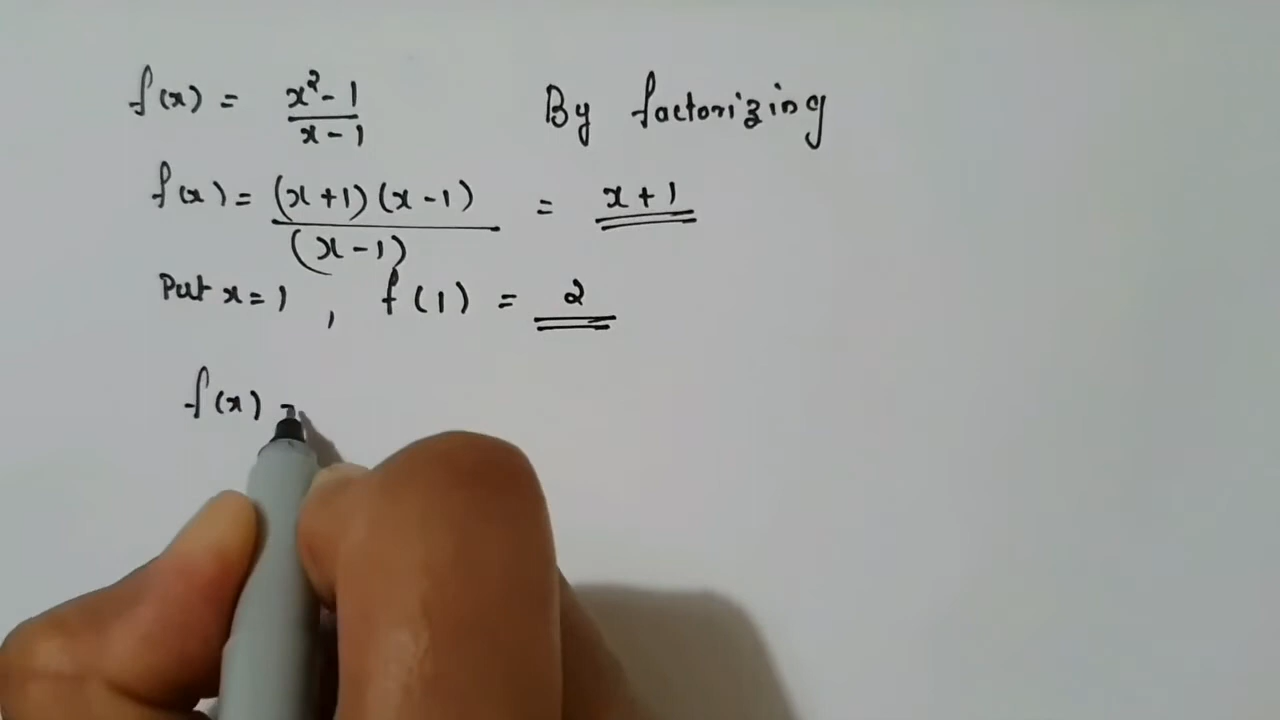 f(x) = x² - 1 / x - 1 By factorizing
f(x) = (x+1)(x-1) / (x-1) = x+1
Put x = 1, f(1) = 2
f(x) =